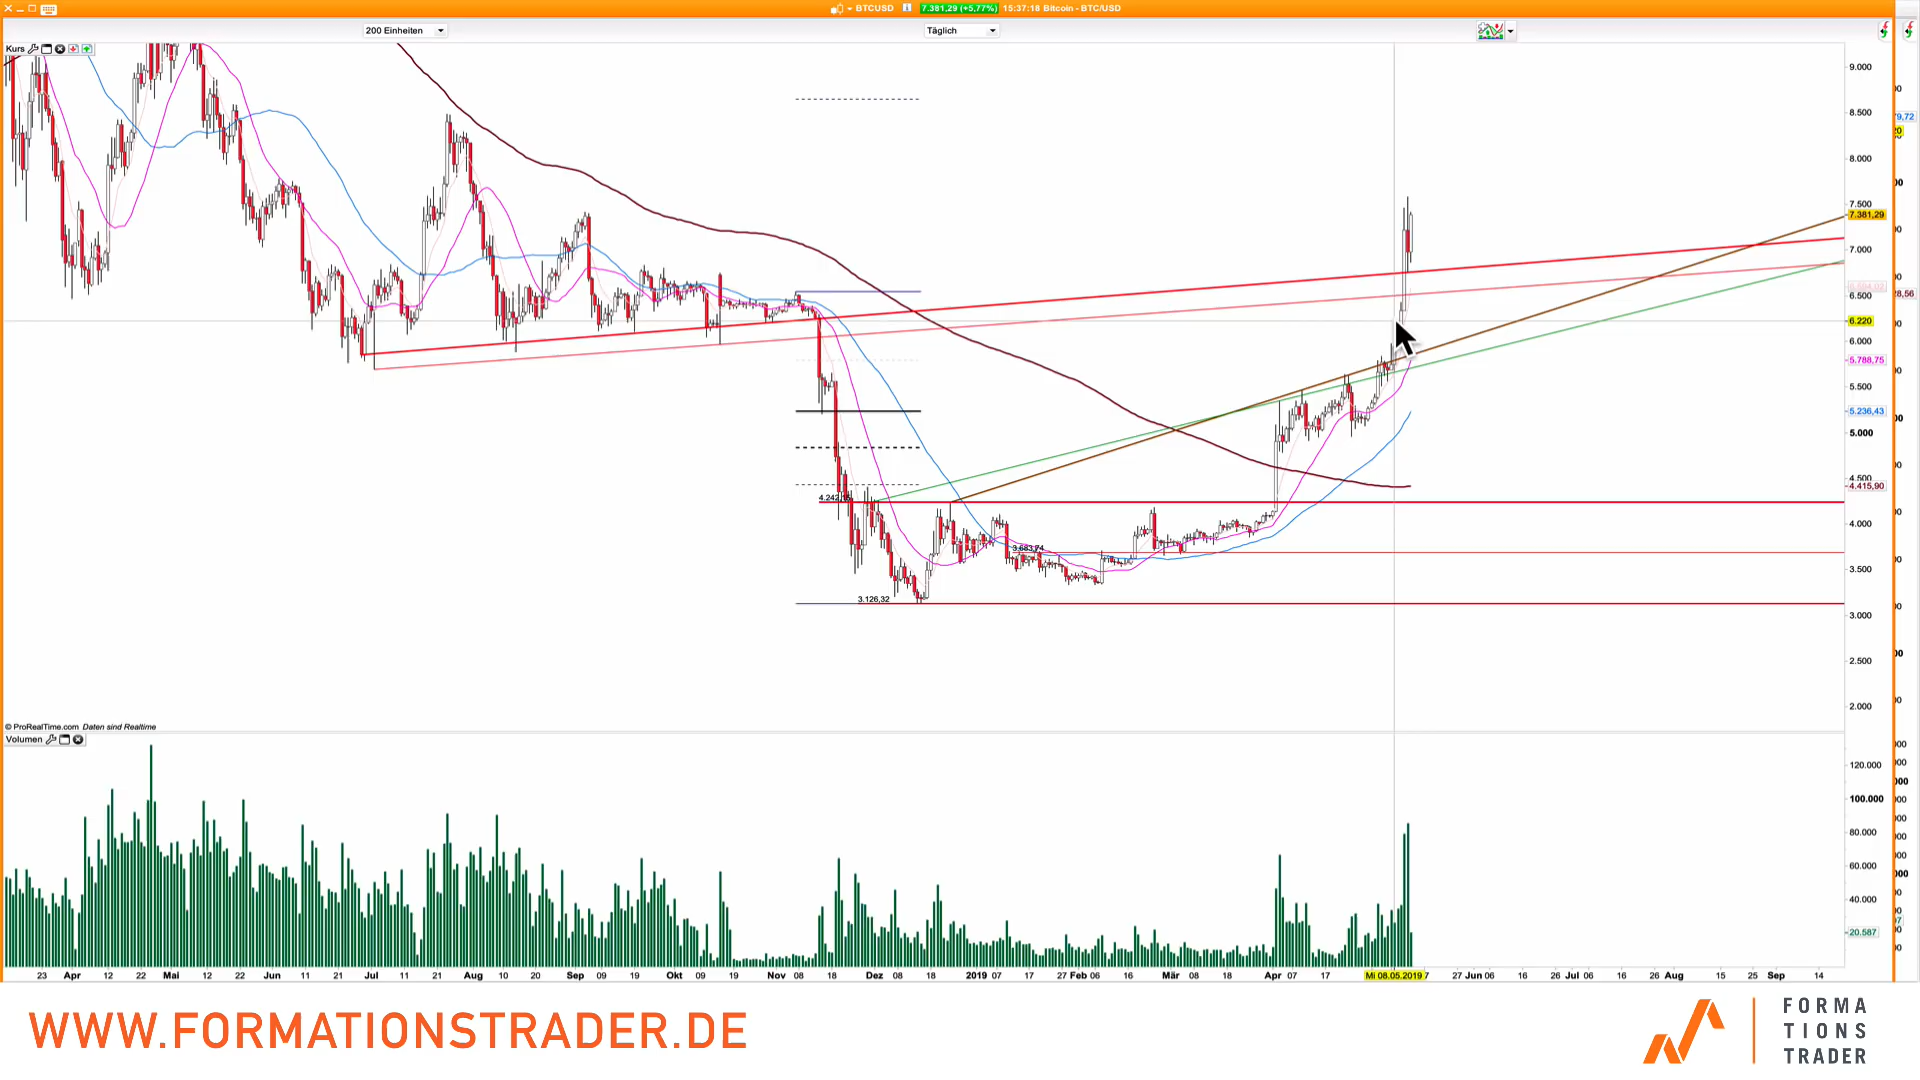 BTCUSD 7.381,29 (+5,77%) 15:37:18 Bitcoin - BTC/USD
200 Einheiten
Täglich
Kurs
9.000
8.500
8.000
7.500
7.381,29
7.000
6.500
6.220
6.000
5.788,75
5.500
5.236,43
5.000
4.500
4.415,90
4.000
3.500
3.000
2.500
2.000
4.242,15
3.683,74
3.126,32
© ProRealTime.com Daten sind Realtime
Volumen
120.000
100.000
80.000
60.000
40.000
20.587
23 Apr 12 22 Mai 12 22 Jun 11 21 Jul 11 21 Aug 10 20 Sep 09 19 Okt 09 19 Nov 08 18 Dez 08 18 2019 07 17 27 Feb 06 16 Mär 08 18 Apr 07 17 Mi 08.05.2019 7 27 Jun 06 16 26 Jul 06 16 26 Aug 15 25 Sep 14
WWW.FORMATIONSTRADER.DE
FORMA
TIONS
TRADER